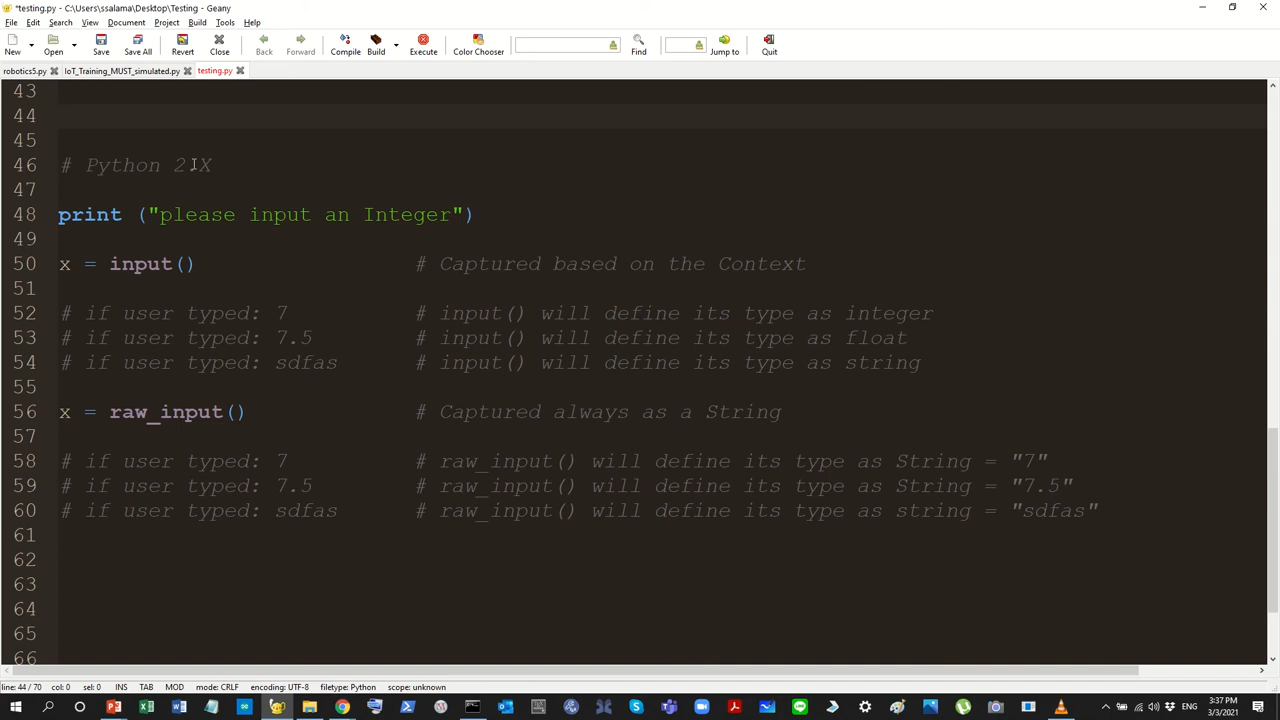 *testing.py - C:\Users\ssalama\Desktop\Testing - Geany
File Edit Search View Document Project Build Tools Help
New Open Save Save All Revert Close Back Forward Compile Build Execute Color Chooser Find Jump to Quit
robotics5.py IoT_Training_MUST_simulated.py testing.py
43
44
45
46 # Python 2.X
47
48 print ("please input an Integer")
49
50 x = input() # Captured based on the Context
51
52 # if user typed: 7 # input() will define its type as integer
53 # if user typed: 7.5 # input() will define its type as float
54 # if user typed: sdfas # input() will define its type as string
55
56 x = raw_input() # Captured always as a String
57
58 # if user typed: 7 # raw_input() will define its type as String = "7"
59 # if user typed: 7.5 # raw_input() will define its type as String = "7.5"
60 # if user typed: sdfas # raw_input() will define its type as string = "sdfas"
61
62
63
64
65
66
line: 44 / 70 col: 0 sel: 0 INS TAB MOD mode: CRLF encoding: UTF-8 filetype: Python scope: unknown
3:37 PM
3/3/2021